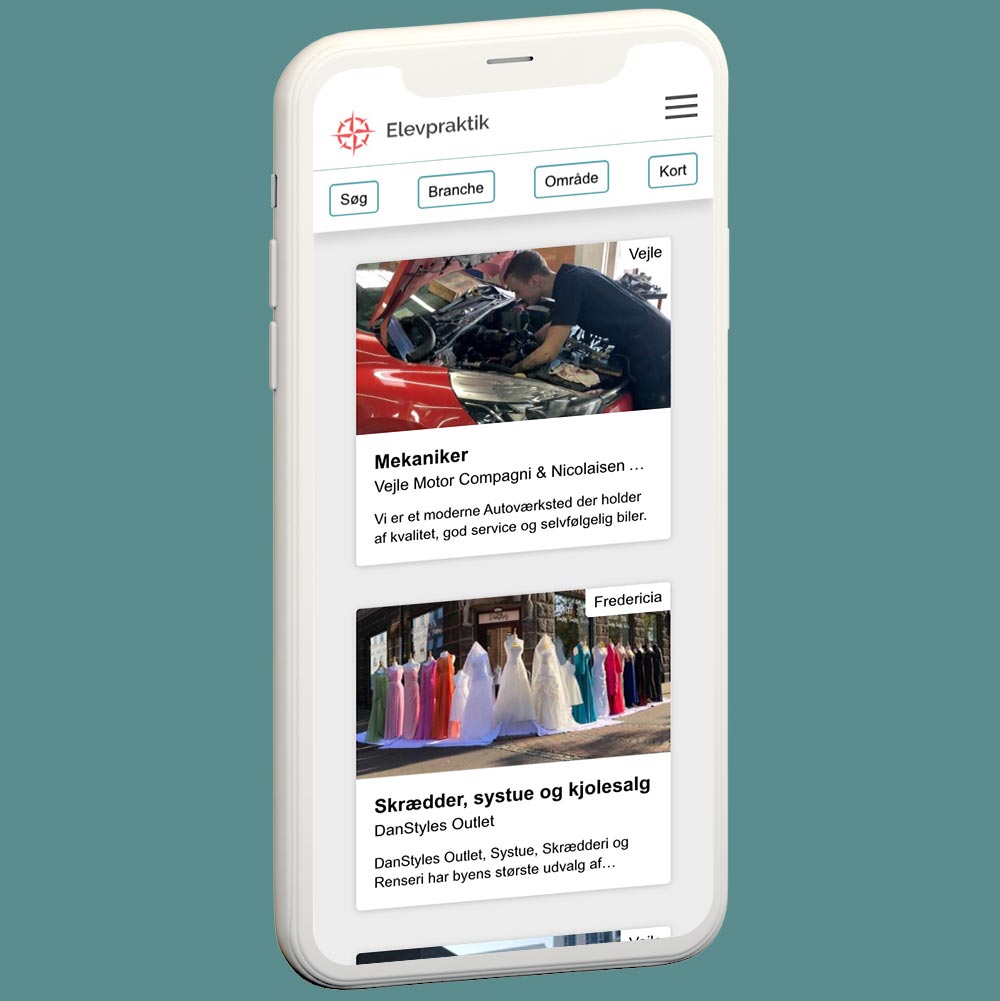 Elevpraktik
Søg
Branche
Område
Kort
Vejle
Mekaniker
Vejle Motor Compagni & Nicolaisen …
Vi er et moderne Autoværksted der holder
af kvalitet, god service og selvfølgelig biler.
Fredericia
Skrædder, systue og kjolesalg
DanStyles Outlet
DanStyles Outlet, Systue, Skrædderi og
Renseri har byens største udvalg af…
Vejle